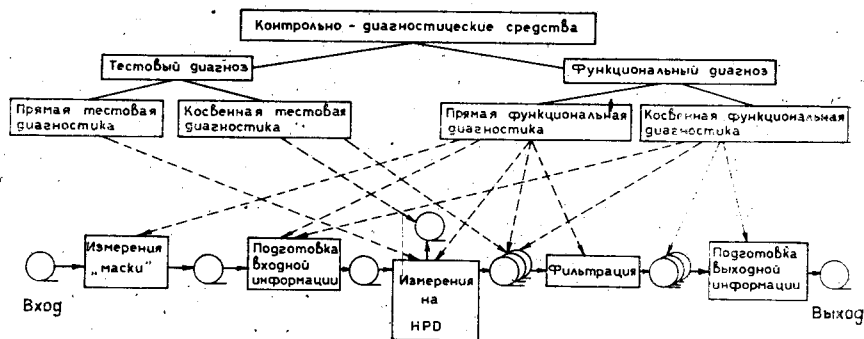 Контрольно - диагностические средства
Тестовый диагноз
Функциональный диагноз
Прямая тестовая
диагностика
Косвенная тестовая
диагностика
Прямая функциональная
диагностика
Косвенная функциональная
диагностика
Измерения
„маски"
Подготовка
входной
информации
Измерения
на
HPD
Фильтрация
Подготовка
выходной
информации
Вход
Выход